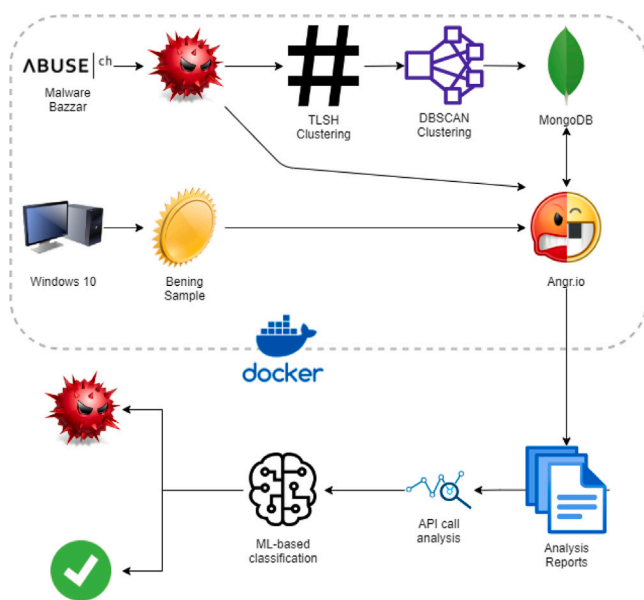 ABUSE|ch
Malware
Bazzar
TLSH
Clustering
DBSCAN
Clustering
MongoDB
Windows 10
Bening
Sample
Angr.io
docker
ML-based
classification
API call
analysis
Analysis
Reports